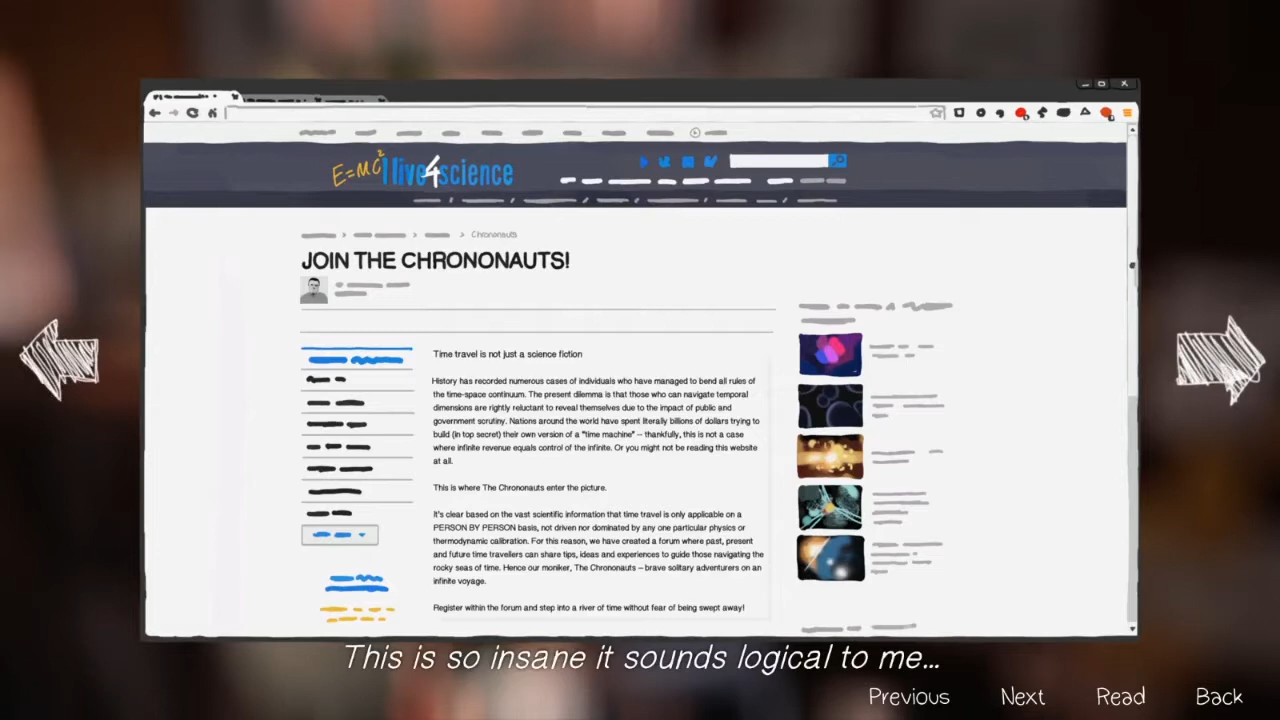 E=MC² I live4science
Chrononauts
JOIN THE CHRONONAUTS!
Time travel is not just a science fiction
History has recorded numerous cases of individuals who have managed to bend all rules of
the time-space continuum. The present dilemma is that those who can navigate temporal
dimensions are rightly reluctant to reveal themselves due to the impact of public and
government scrutiny. Nations around the world have spent literally billions of dollars trying to
build (in top secret) their own version of a "time machine" – thankfully, this is not a case
where infinite revenue equals control of the infinite. Or you might not be reading this website
at all.
This is where The Chrononauts enter the picture.
It's clear based on the vast scientific information that time travel is only applicable on a
PERSON BY PERSON basis, not driven nor dominated by any one particular physics or
thermodynamic calibration. For this reason, we have created a forum where past, present
and future time travellers can share tips, ideas and experiences to guide those navigating the
rocky seas of time. Hence our moniker, The Chrononauts – brave solitary adventurers on an
infinite voyage.
Register within the forum and step into a river of time without fear of being swept away!
This is so insane it sounds logical to me...
Previous Next Read Back